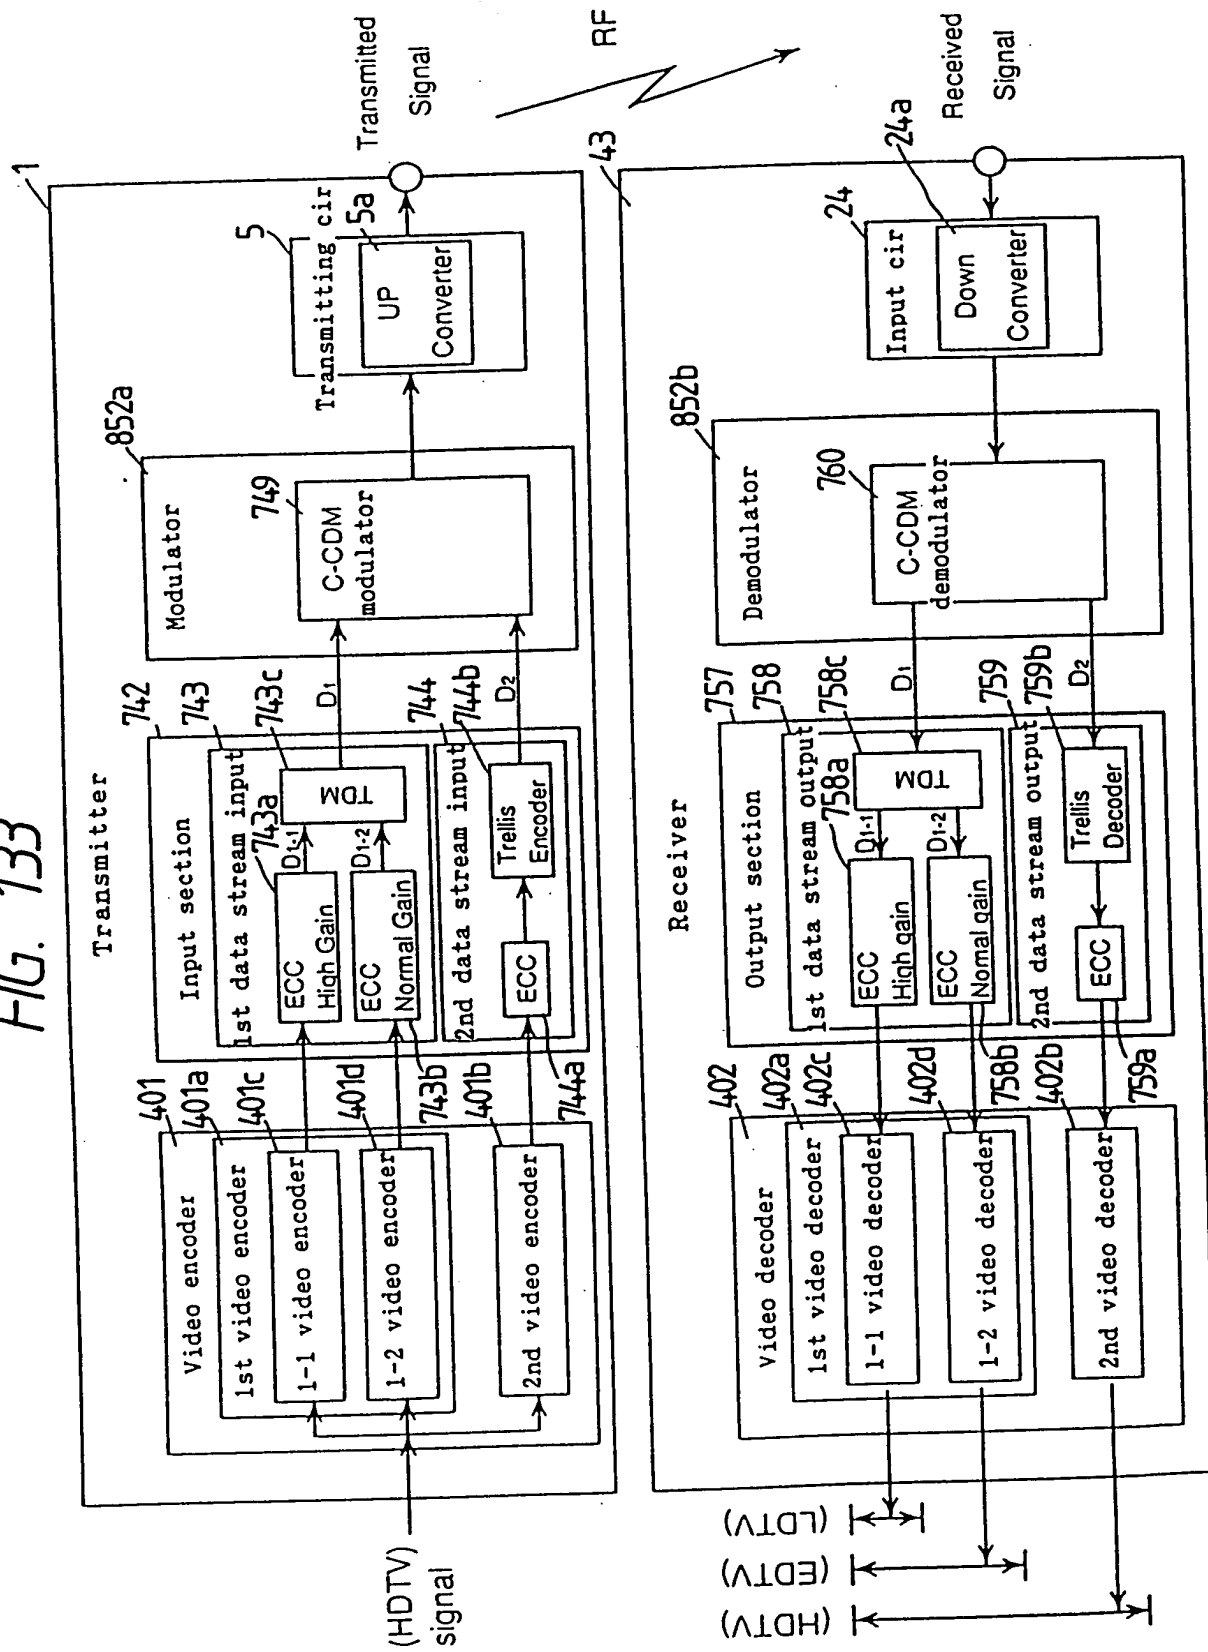 FIG. 133
Transmitter
1
(HDTV)
signal
401
Video encoder
401a
1st video encoder
401c
1-1 video encoder
401d
1-2 video encoder
401b
2nd video encoder
742
Input section
743
1st data stream input
743a
ECC
High Gain
D1-1
743c
TDM
ECC
Normal Gain
D1-2
743b
744
2nd data stream input
744a
ECC
744b
Trellis
Encoder
D1
D2
852a
Modulator
749
C-CDM
modulator
5
Transmitting cir
5a
UP
Converter
Transmitted
Signal
RF
Receiver
43
Received
Signal
24
Input cir
24a
Down
Converter
852b
Demodulator
760
C-CDM
demodulator
D1
D2
757
Output section
758
1st data stream output
758c
TDM
758a
D1-1
ECC
High gain
D1-2
ECC
Nomal gain
758b
759
2nd data stream output
759b
Trellis
Decoder
ECC
759a
402
Video decoder
402a
1st video decoder
402c
1-1 video decoder
402d
1-2 video decoder
402b
2nd video decoder
(LDTV)
(EDTV)
(HDTV)